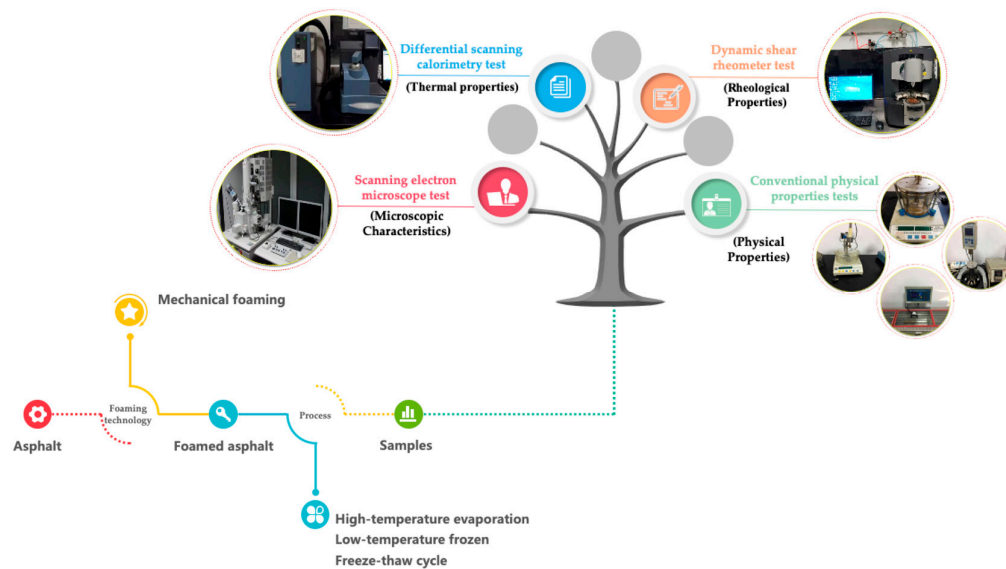 Differential scanning
calorimetry test
(Thermal properties)
Dynamic shear
rheometer test
(Rheological
Properties)
Scanning electron
microscope test
(Microscopic
Characteristics)
Conventional physical
properties tests
(Physical
Properties)
Mechanical foaming
Foaming
technology
Process
Asphalt
Foamed asphalt
Samples
High-temperature evaporation
Low-temperature frozen
Freeze-thaw cycle